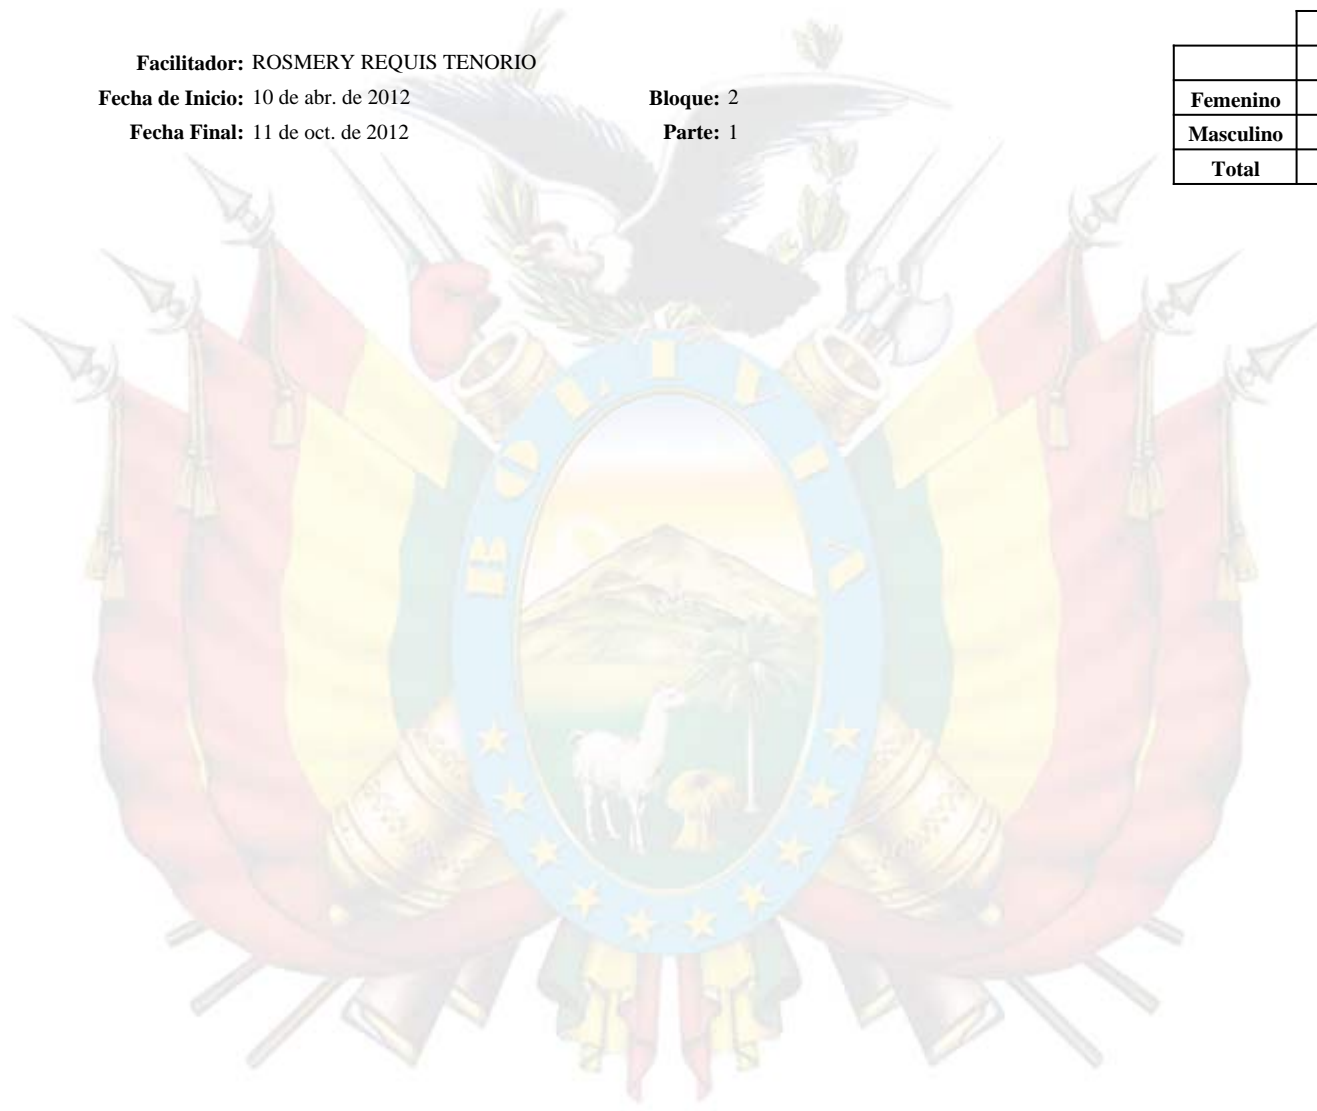 Facilitador: ROSMERY REQUIS TENORIO
Fecha de Inicio: 10 de abr. de 2012 Bloque: 2
Fecha Final: 11 de oct. de 2012 Parte: 1
Femenino
Masculino
Total
BOLIVIA